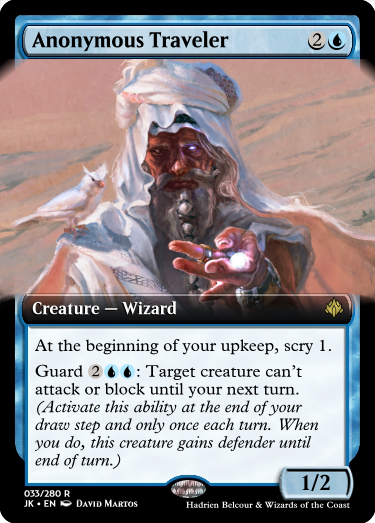 Anonymous Traveler 2
Creature — Wizard
At the beginning of your upkeep, scry 1.
Guard 2: Target creature can't
attack or block until your next turn.
(Activate this ability at the end of your
draw step and only once each turn. When
you do, this creature gains defender until
end of turn.)
1/2
033/280 R
JK • EN David Martos
Hadrien Belcour & Wizards of the Coast